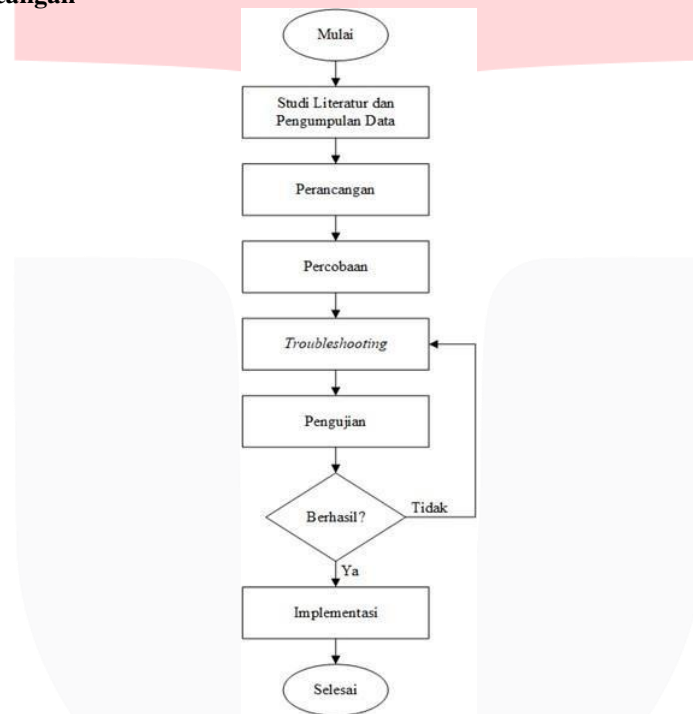 Mulai
Studi Literatur dan
Pengumpulan Data
Perancangan
Percobaan
Troubleshooting
Pengujian
Berhasil?
Tidak
Ya
Implementasi
Selesai